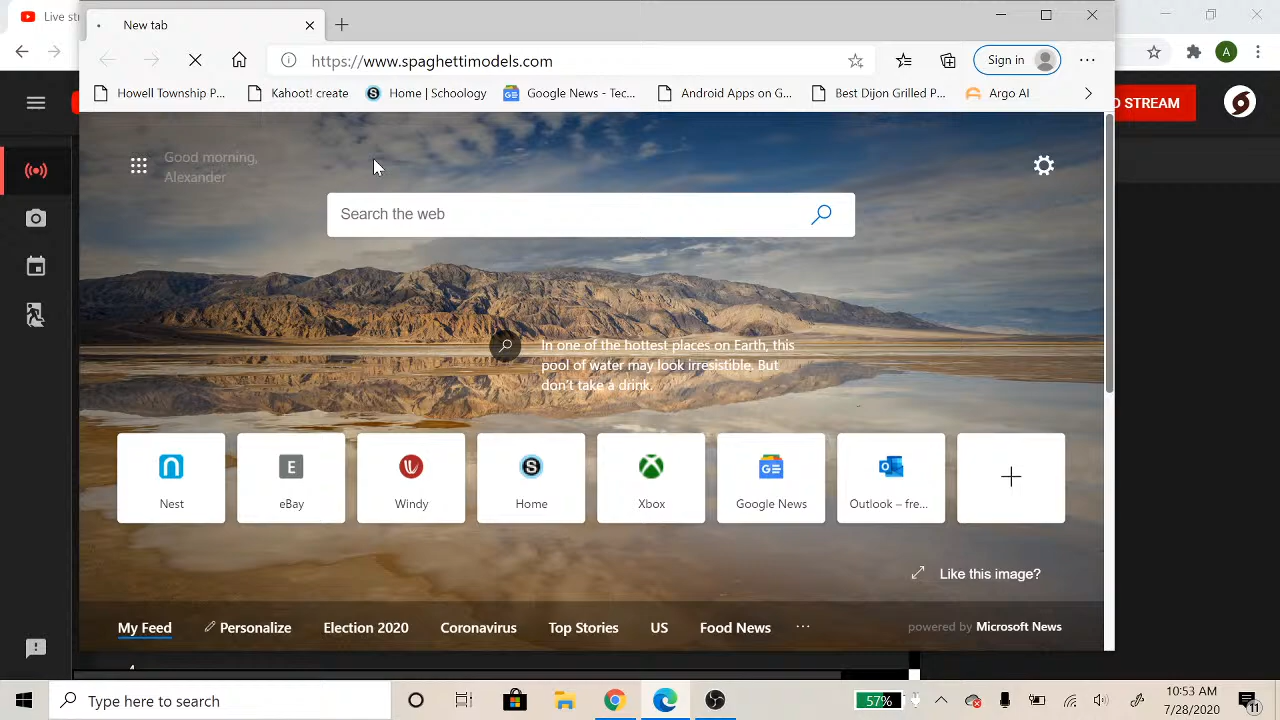 Live st
New tab
https://www.spaghettimodels.com
Sign in
A
Howell Township P...
Kahoot! create
Home | Schoology
Google News - Tec...
Android Apps on G...
Best Dijon Grilled P...
Argo AI
STREAM
Good morning,
Alexander
Search the web
In one of the hottest places on Earth, this
pool of water may look irresistible. But
don't take a drink.
Nest
E
eBay
Windy
S
Home
Xbox
GE
Google News
Outlook – fre...
Like this image?
My Feed
Personalize
Election 2020
Coronavirus
Top Stories
US
Food News
powered by Microsoft News
Type here to search
57%
10:53 AM
7/28/2020
11